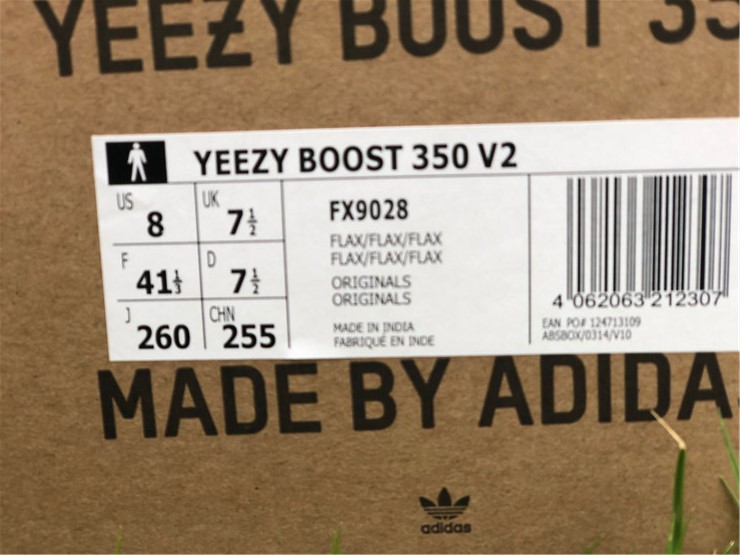 YEEZY BOOST 35
YEEZY BOOST 350 V2
US 8
UK 7½
F 41⅓
D 7½
J 260
CHN 255
FX9028
FLAX/FLAX/FLAX
FLAX/FLAX/FLAX
ORIGINALS
ORIGINALS
MADE IN INDIA
FABRIQUÉ EN INDE
4 062063 212307
EAN PO# 124713109
ABSBOX/0314/V10
MADE BY ADIDA
adidas